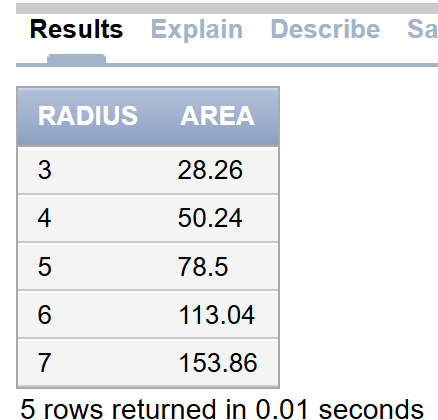 Results Explain Describe Sa
RADIUS AREA
3 28.26
4 50.24
5 78.5
6 113.04
7 153.86
5 rows returned in 0.01 seconds